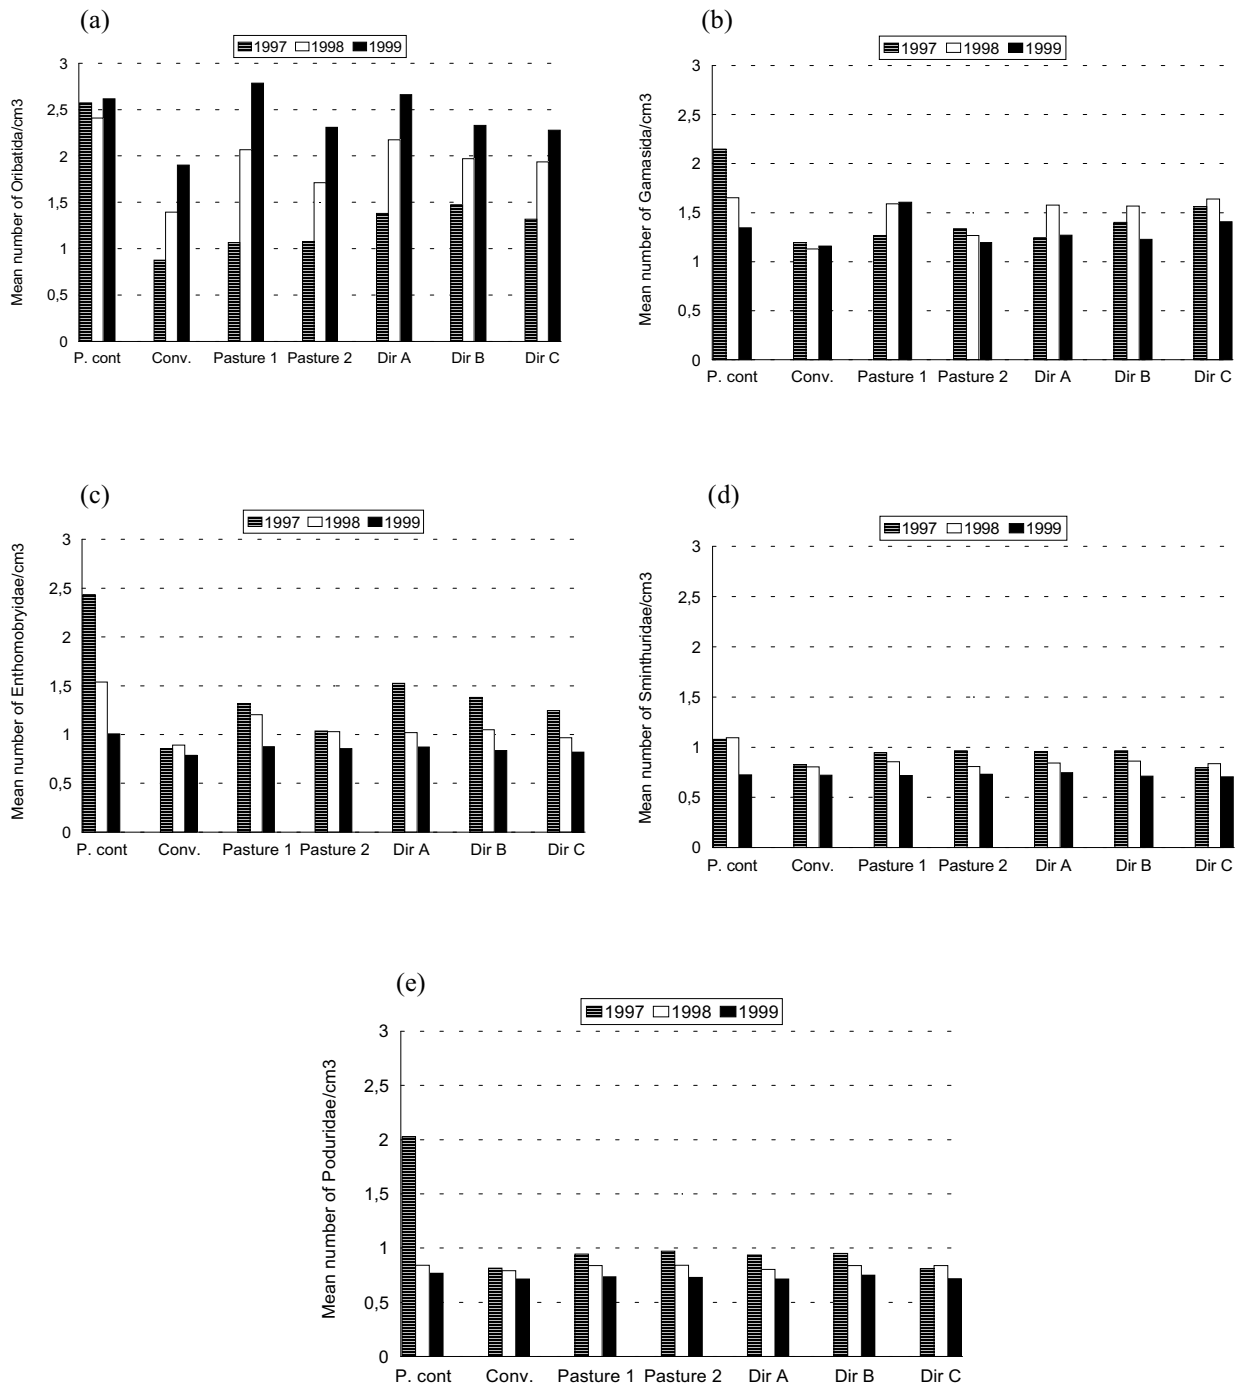 (a)
1997 1998 1999
Mean number of Oribatida/cm3
3
2,5
2
1,5
1
0,5
0
P. cont Conv. Pasture 1 Pasture 2 Dir A Dir B Dir C
(b)
1997 1998 1999
Mean number of Gamasida/cm3
3
2,5
2
1,5
1
0,5
0
P. cont Conv. Pasture 1 Pasture 2 Dir A Dir B Dir C
(c)
1997 1998 1999
Mean number of Enthomobryidae/cm3
3
2,5
2
1,5
1
0,5
0
P. cont Conv. Pasture 1 Pasture 2 Dir A Dir B Dir C
(d)
1997 1998 1999
Mean number of Sminthuridae/cm3
3
2,5
2
1,5
1
0,5
0
P. cont Conv. Pasture 1 Pasture 2 Dir A Dir B Dir C
(e)
1997 1998 1999
Mean number of Poduridae/cm3
3
2,5
2
1,5
1
0,5
0
P. cont Conv. Pasture 1 Pasture 2 Dir A Dir B Dir C